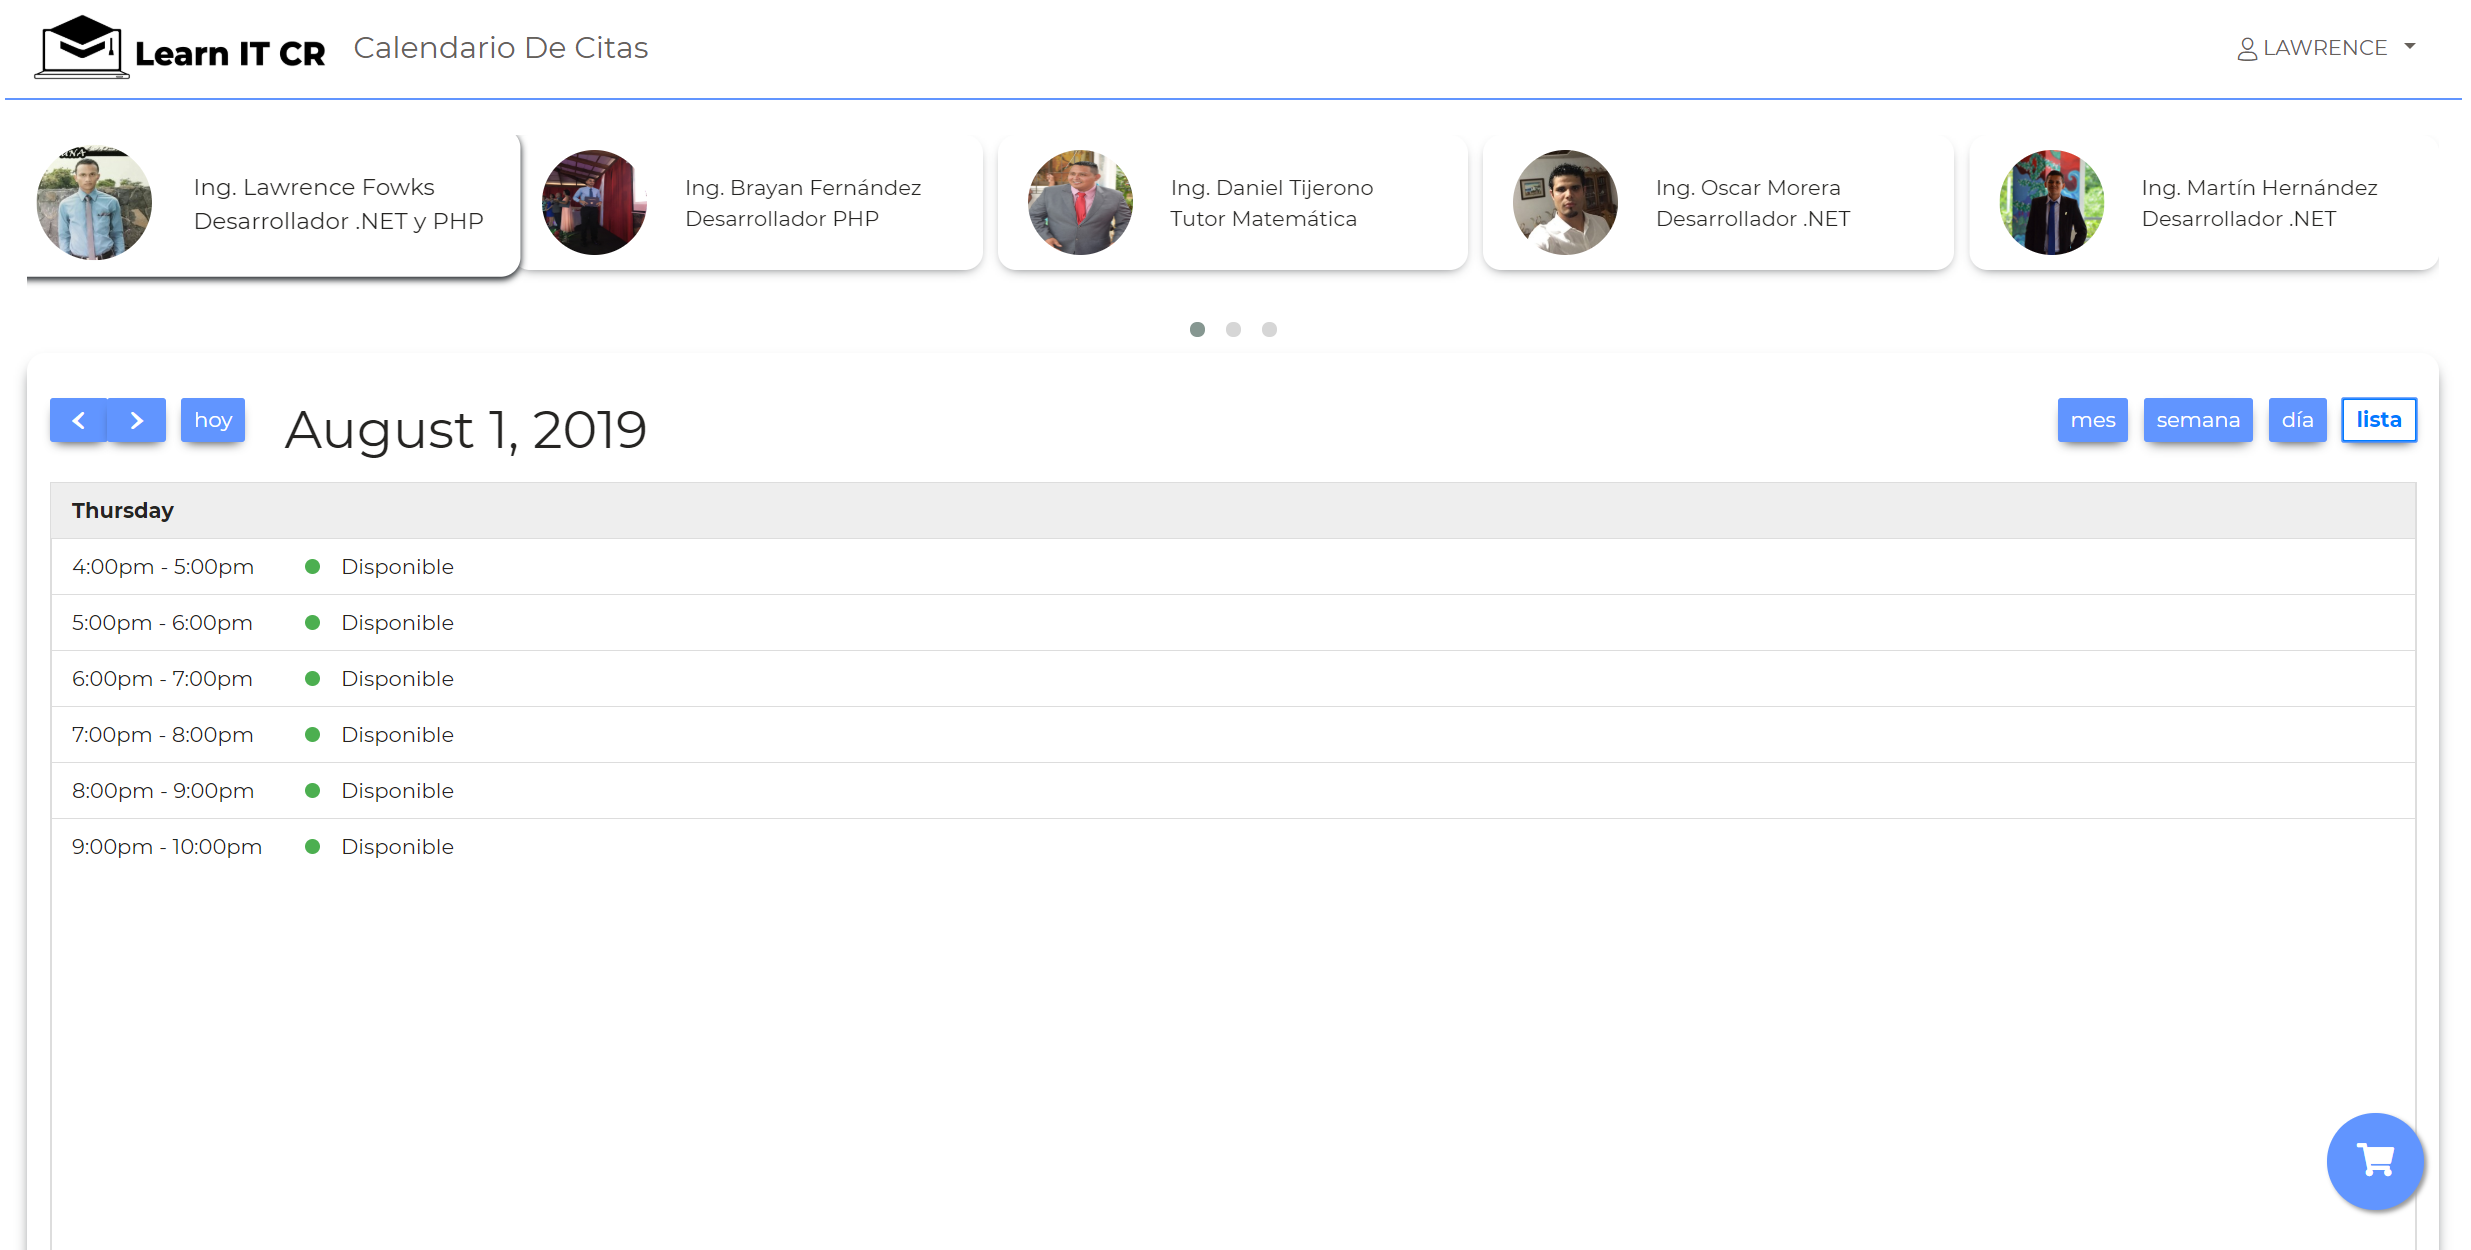 Learn IT CR
Calendario De Citas
LAWRENCE
Ing. Lawrence Fowks
Desarrollador .NET y PHP
Ing. Brayan Fernández
Desarrollador PHP
Ing. Daniel Tijerono
Tutor Matemática
Ing. Oscar Morera
Desarrollador .NET
Ing. Martín Hernández
Desarrollador .NET
hoy
August 1, 2019
mes
semana
día
lista
Thursday
4:00pm - 5:00pm Disponible
5:00pm - 6:00pm Disponible
6:00pm - 7:00pm Disponible
7:00pm - 8:00pm Disponible
8:00pm - 9:00pm Disponible
9:00pm - 10:00pm Disponible